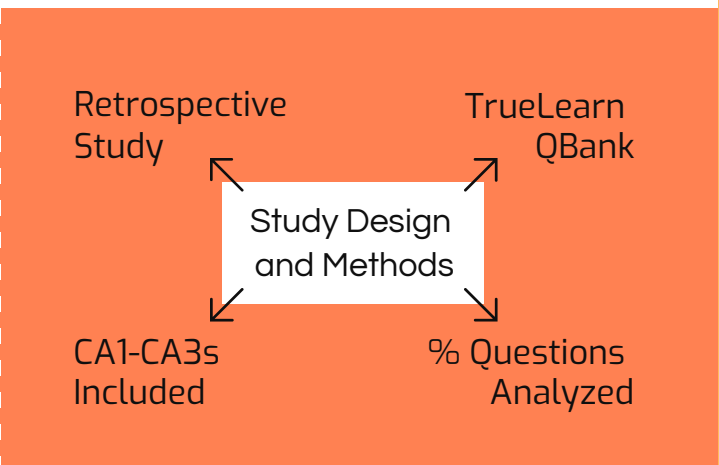 Retrospective
Study
TrueLearn
QBank
Study Design
and Methods
CA1-CA3s
Included
% Questions
Analyzed